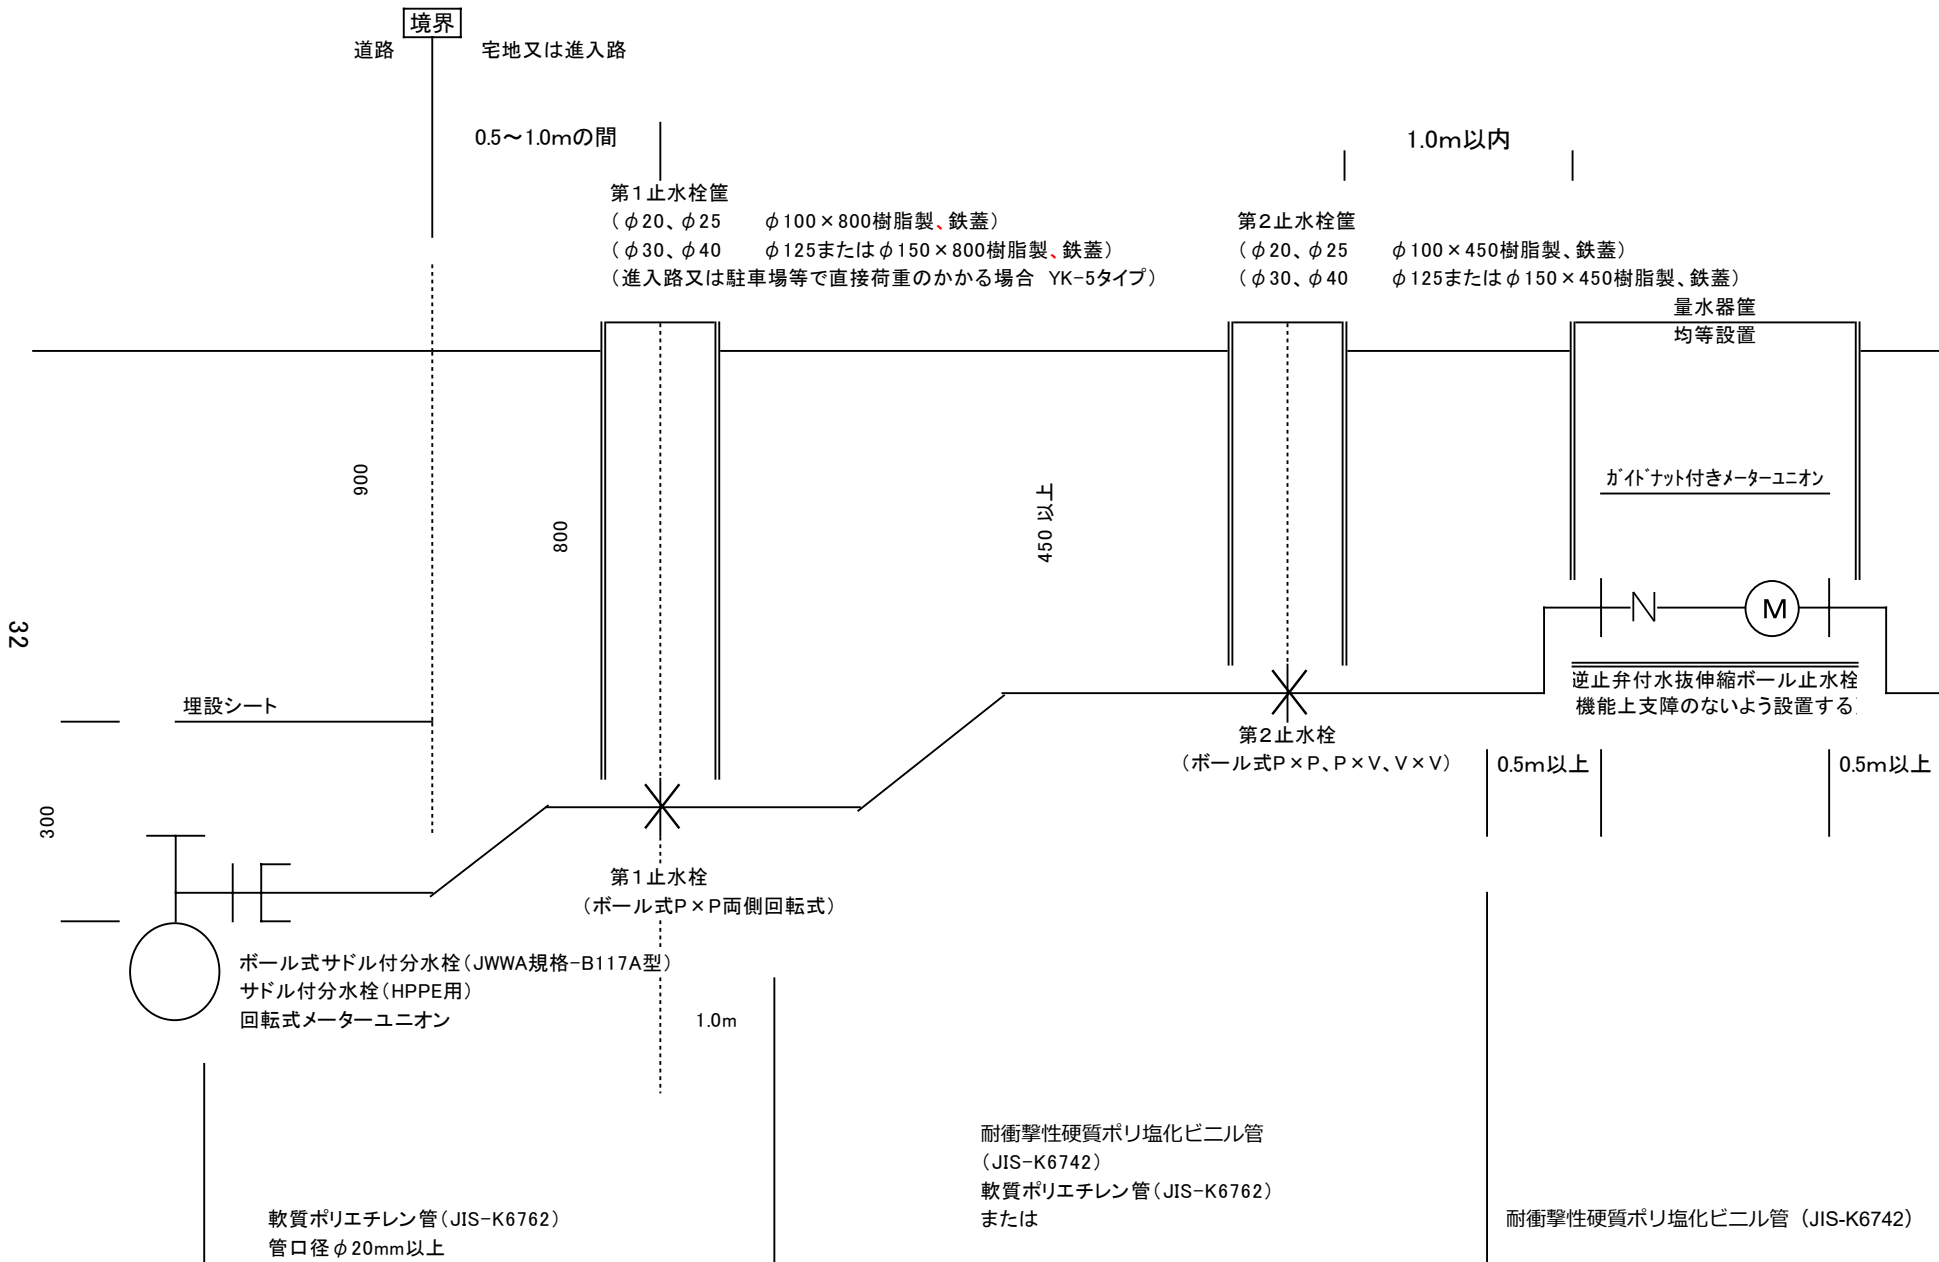 境界
道路
宅地又は進入路
0.5～1.0mの間
1.0m以内
第１止水栓筐
（φ20、φ25　　φ100×800樹脂製、鉄蓋）
（φ30、φ40　　φ125またはφ150×800樹脂製、鉄蓋）
（進入路又は駐車場等で直接荷重のかかる場合　YK-5タイプ）
第２止水栓筐
（φ20、φ25　　φ100×450樹脂製、鉄蓋）
（φ30、φ40　　φ125またはφ150×450樹脂製、鉄蓋）
量水器筐
均等設置
900
800
450 以上
ｶﾞｲﾄﾞﾅｯﾄ付きﾒｰﾀｰﾕﾆｵﾝ
N
M
32
埋設シート
逆止弁付水抜伸縮ボール止水栓
機能上支障のないよう設置する
第２止水栓
（ボール式P×P、P×V、V×V）
0.5m以上
0.5m以上
300
第１止水栓
（ボール式P×P両側回転式）
ボール式サドル付分水栓（JWWA規格-B117A型）
サドル付分水栓（HPPE用）
回転式メーターユニオン
1.0m
耐衝撃性硬質ポリ塩化ビニル管
（JIS-K6742）
軟質ポリエチレン管（JIS-K6762）
または
軟質ポリエチレン管（JIS-K6762）
管口径φ20mm以上
耐衝撃性硬質ポリ塩化ビニル管（JIS-K6742）